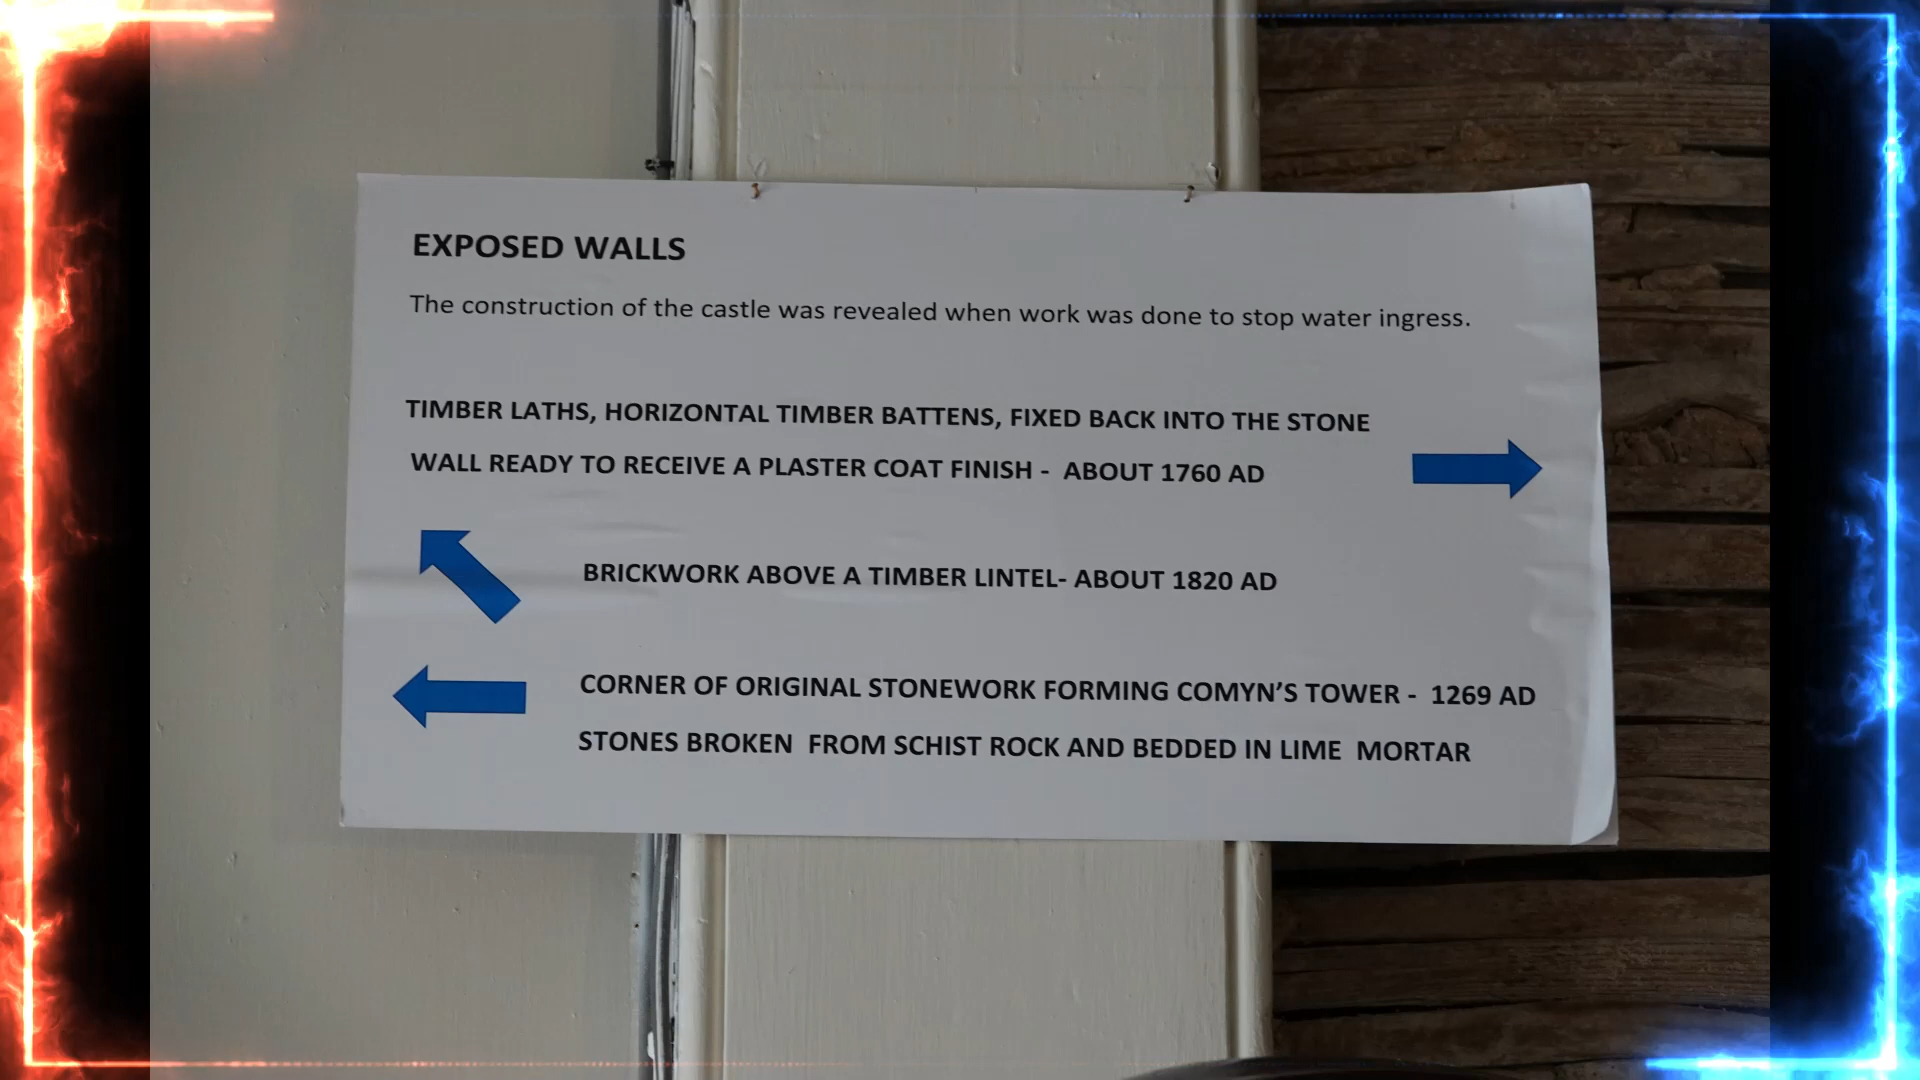 EXPOSED WALLS
The construction of the castle was revealed when work was done to stop water ingress.
TIMBER LATHS, HORIZONTAL TIMBER BATTENS, FIXED BACK INTO THE STONE
WALL READY TO RECEIVE A PLASTER COAT FINISH - ABOUT 1760 AD
BRICKWORK ABOVE A TIMBER LINTEL- ABOUT 1820 AD
CORNER OF ORIGINAL STONEWORK FORMING COMYN'S TOWER - 1269 AD
STONES BROKEN FROM SCHIST ROCK AND BEDDED IN LIME MORTAR